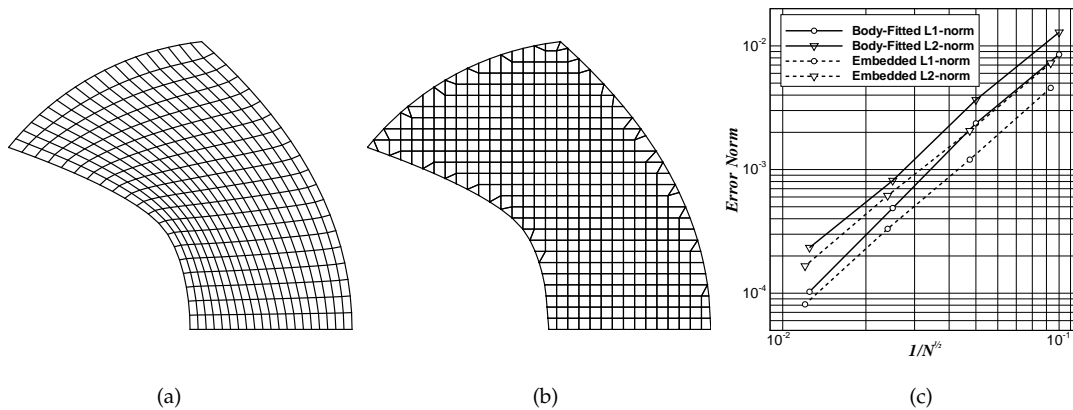 10⁻²
Body-Fitted L1-norm
Body-Fitted L2-norm
Embedded L1-norm
Embedded L2-norm
Error Norm
10⁻³
10⁻⁴
10⁻²
10⁻¹
1/N^½
(a)
(b)
(c)